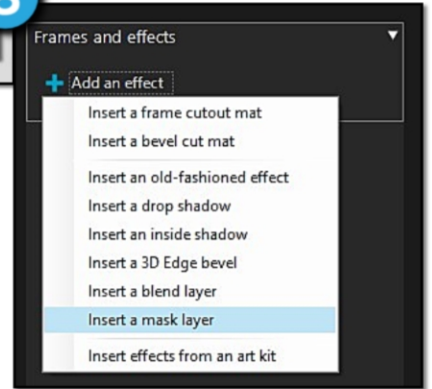 Frames and effects
Add an effect
Insert a frame cutout mat
Insert a bevel cut mat
Insert an old-fashioned effect
Insert a drop shadow
Insert an inside shadow
Insert a 3D Edge bevel
Insert a blend layer
Insert a mask layer
Insert effects from an art kit